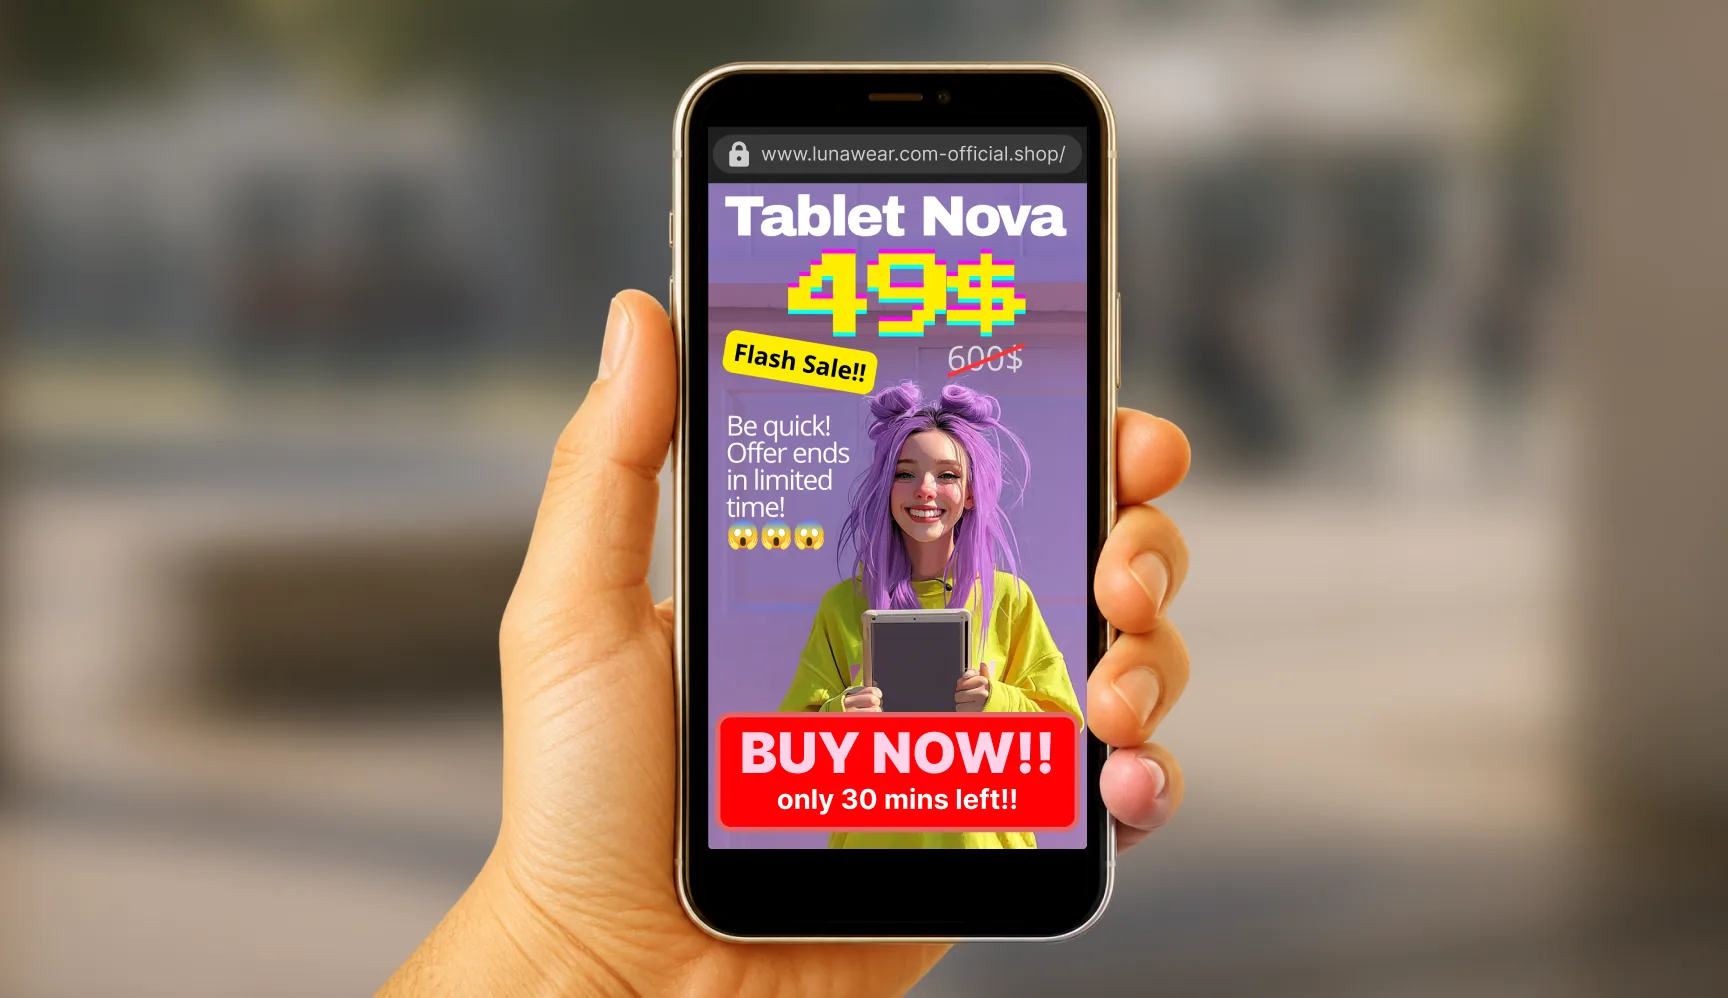 www.lunawear.com-official.shop/
Tablet Nova
49$
600$
Flash Sale!!
Be quick!
Offer ends
in limited
time!
😱😱😱
BUY NOW!!
only 30 mins left!!